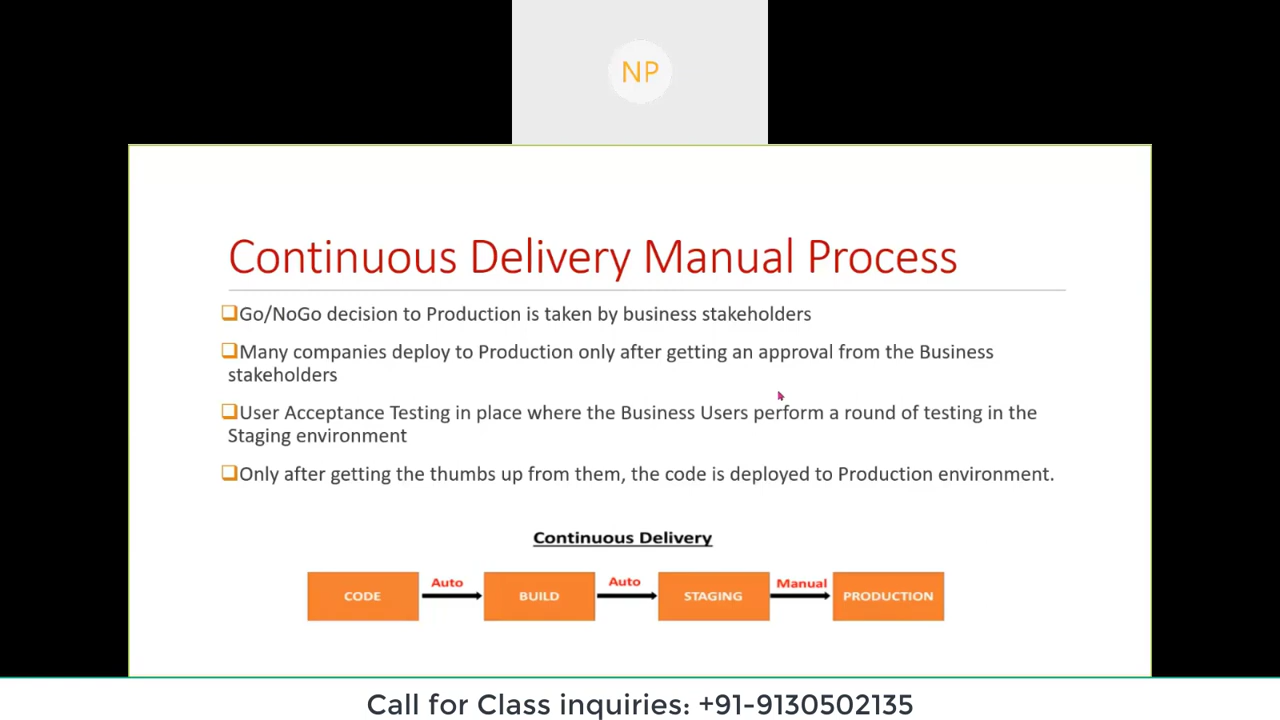 NP
Continuous Delivery Manual Process
Go/NoGo decision to Production is taken by business stakeholders
Many companies deploy to Production only after getting an approval from the Business
stakeholders
User Acceptance Testing in place where the Business Users perform a round of testing in the
Staging environment
Only after getting the thumbs up from them, the code is deployed to Production environment.
Continuous Delivery
CODE Auto BUILD Auto STAGING Manual PRODUCTION
Call for Class inquiries: +91-9130502135